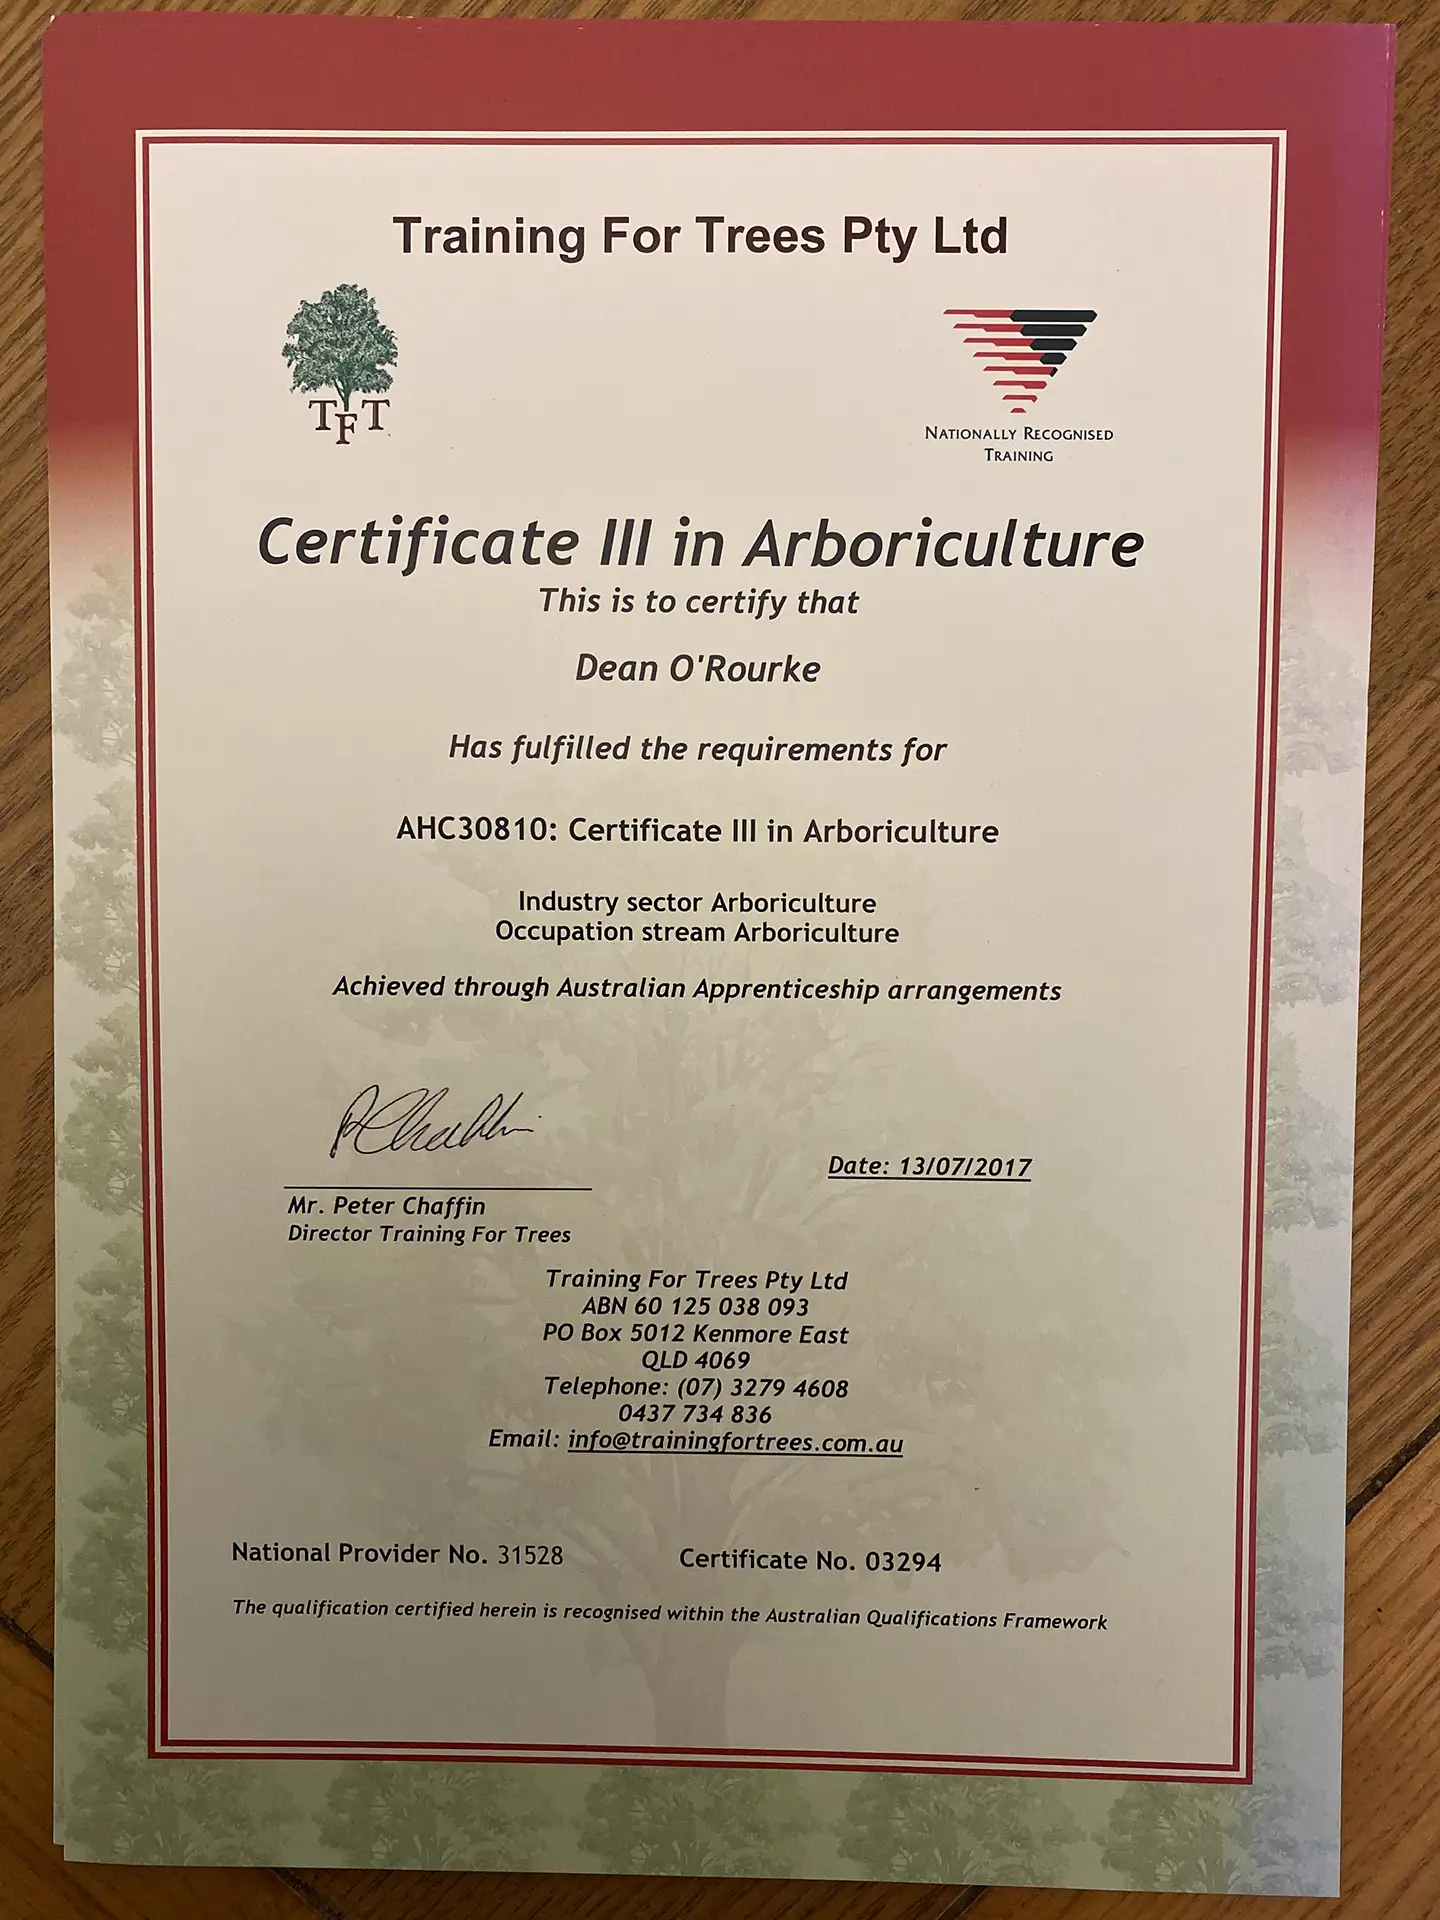 Training For Trees Pty Ltd
TFT
Nationally Recognised
Training
Certificate III in Arboriculture
This is to certify that
Dean O'Rourke
Has fulfilled the requirements for
AHC30810: Certificate III in Arboriculture
Industry sector Arboriculture
Occupation stream Arboriculture
Achieved through Australian Apprenticeship arrangements
Date: 13/07/2017
Mr. Peter Chaffin
Director Training For Trees
Training For Trees Pty Ltd
ABN 60 125 038 093
PO Box 5012 Kenmore East
QLD 4069
Telephone: (07) 3279 4608
0437 734 836
Email: info@trainingfortrees.com.au
National Provider No. 31528 Certificate No. 03294
The qualification certified herein is recognised within the Australian Qualifications Framework